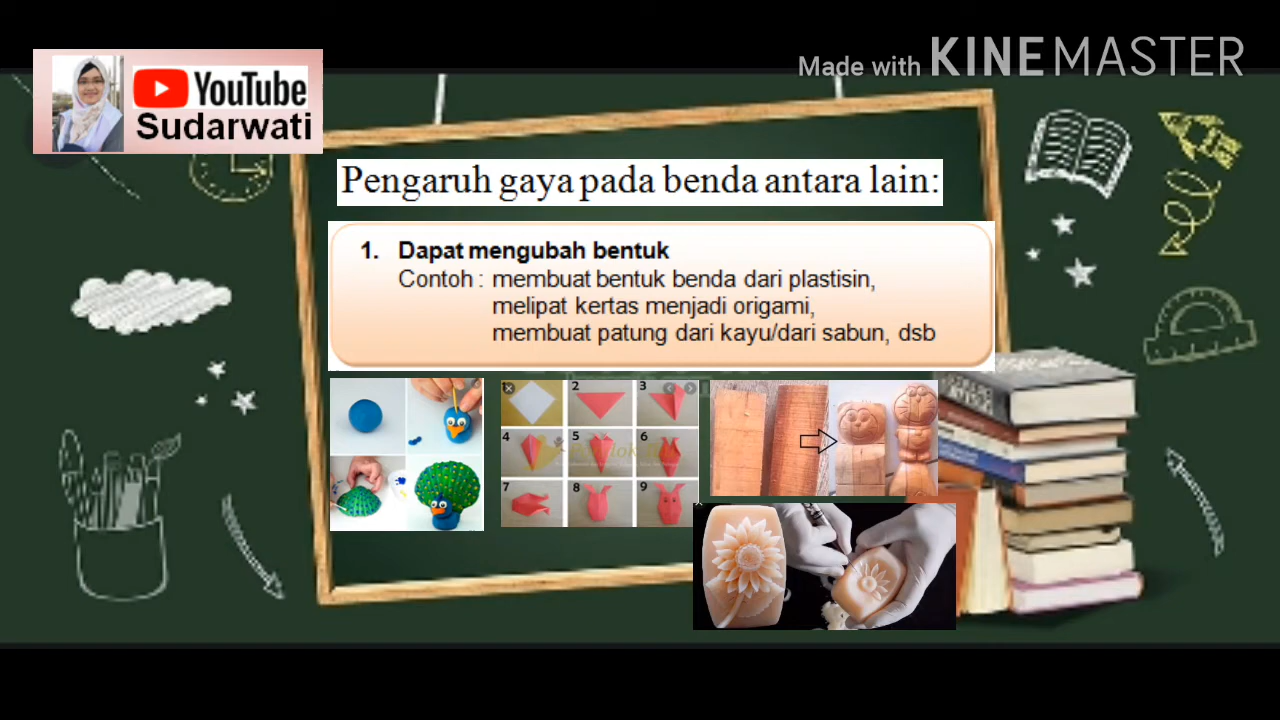 Made with KINEMASTER
YouTube
Sudarwati
Pengaruh gaya pada benda antara lain:
1. Dapat mengubah bentuk
Contoh : membuat bentuk benda dari plastisin,
melipat kertas menjadi origami,
membuat patung dari kayu/dari sabun, dsb
2 3
4 5 6
7 8 9